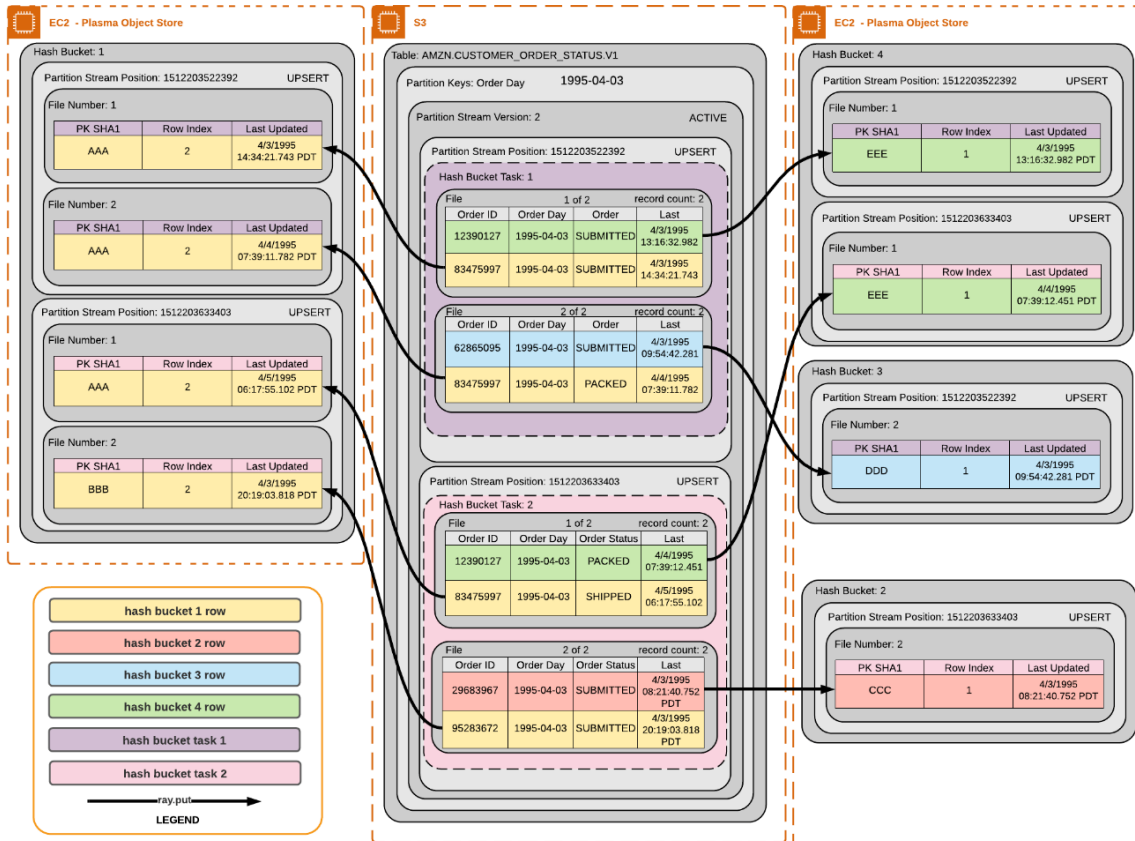 EC2 - Plasma Object Store
Hash Bucket: 1
Partition Stream Position: 1512203522392 UPSERT
File Number: 1
PK SHA1 Row Index Last Updated
AAA 2 4/3/1995
14:34:21.743 PDT
File Number: 2
PK SHA1 Row Index Last Updated
AAA 2 4/4/1995
07:39:11.782 PDT
Partition Stream Position: 1512203633403 UPSERT
File Number: 1
PK SHA1 Row Index Last Updated
AAA 2 4/5/1995
06:17:55.102 PDT
File Number: 2
PK SHA1 Row Index Last Updated
BBB 2 4/3/1995
20:19:03.818 PDT
hash bucket 1 row
hash bucket 2 row
hash bucket 3 row
hash bucket 4 row
hash bucket task 1
hash bucket task 2
ray.put
LEGEND
S3
Table: AMZN.CUSTOMER_ORDER_STATUS.V1
Partition Keys: Order Day 1995-04-03
Partition Stream Version: 2 ACTIVE
Partition Stream Position: 1512203522392 UPSERT
Hash Bucket Task: 1
File 1 of 2 record count: 2
Order ID Order Day Order Last
12390127 1995-04-03 SUBMITTED 4/3/1995
13:16:32.982
83475997 1995-04-03 SUBMITTED 4/3/1995
14:34:21.743
File 2 of 2 record count: 2
Order ID Order Day Order Last
62865095 1995-04-03 SUBMITTED 4/3/1995
09:54:42.281
83475997 1995-04-03 PACKED 4/4/1995
07:39:11.782
Partition Stream Position: 1512203633403 UPSERT
Hash Bucket Task: 2
File 1 of 2 record count: 2
Order ID Order Day Order Status Last
12390127 1995-04-03 PACKED 4/4/1995
07:39:12.451
83475997 1995-04-03 SHIPPED 4/5/1995
06:17:55.102
File 2 of 2 record count: 2
Order ID Order Day Order Status Last
29683967 1995-04-03 SUBMITTED 4/3/1995
08:21:40.752
PDT
95283672 1995-04-03 SUBMITTED 4/3/1995
20:19:03.818
PDT
EC2 - Plasma Object Store
Hash Bucket: 4
Partition Stream Position: 1512203522392 UPSERT
File Number: 1
PK SHA1 Row Index Last Updated
EEE 1 4/3/1995
13:16:32.982 PDT
Partition Stream Position: 1512203633403 UPSERT
File Number: 1
PK SHA1 Row Index Last Updated
EEE 1 4/4/1995
07:39:12.451 PDT
Hash Bucket: 3
Partition Stream Position: 1512203522392 UPSERT
File Number: 2
PK SHA1 Row Index Last Updated
DDD 1 4/3/1995
09:54:42.281 PDT
Hash Bucket: 2
Partition Stream Position: 1512203633403 UPSERT
File Number: 2
PK SHA1 Row Index Last Updated
CCC 1 4/3/1995
08:21:40.752 PDT